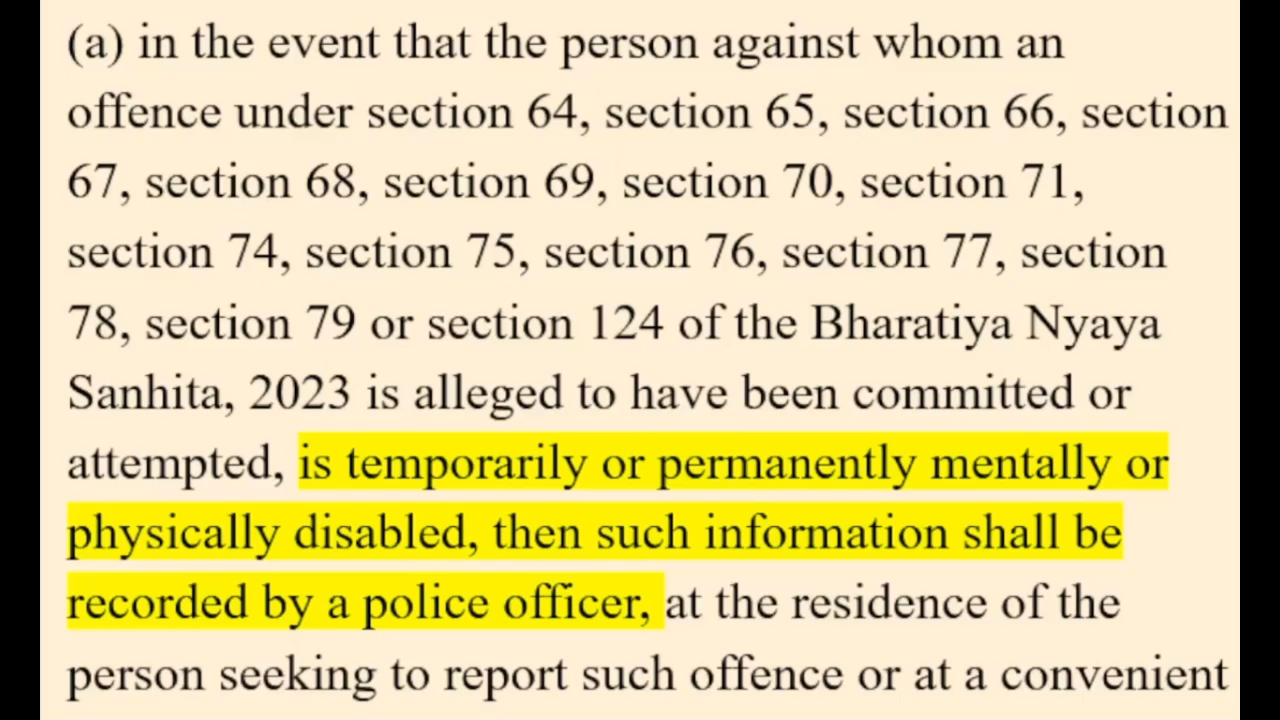 (a) in the event that the person against whom an
offence under section 64, section 65, section 66, section
67, section 68, section 69, section 70, section 71,
section 74, section 75, section 76, section 77, section
78, section 79 or section 124 of the Bharatiya Nyaya
Sanhita, 2023 is alleged to have been committed or
attempted, is temporarily or permanently mentally or
physically disabled, then such information shall be
recorded by a police officer, at the residence of the
person seeking to report such offence or at a convenient